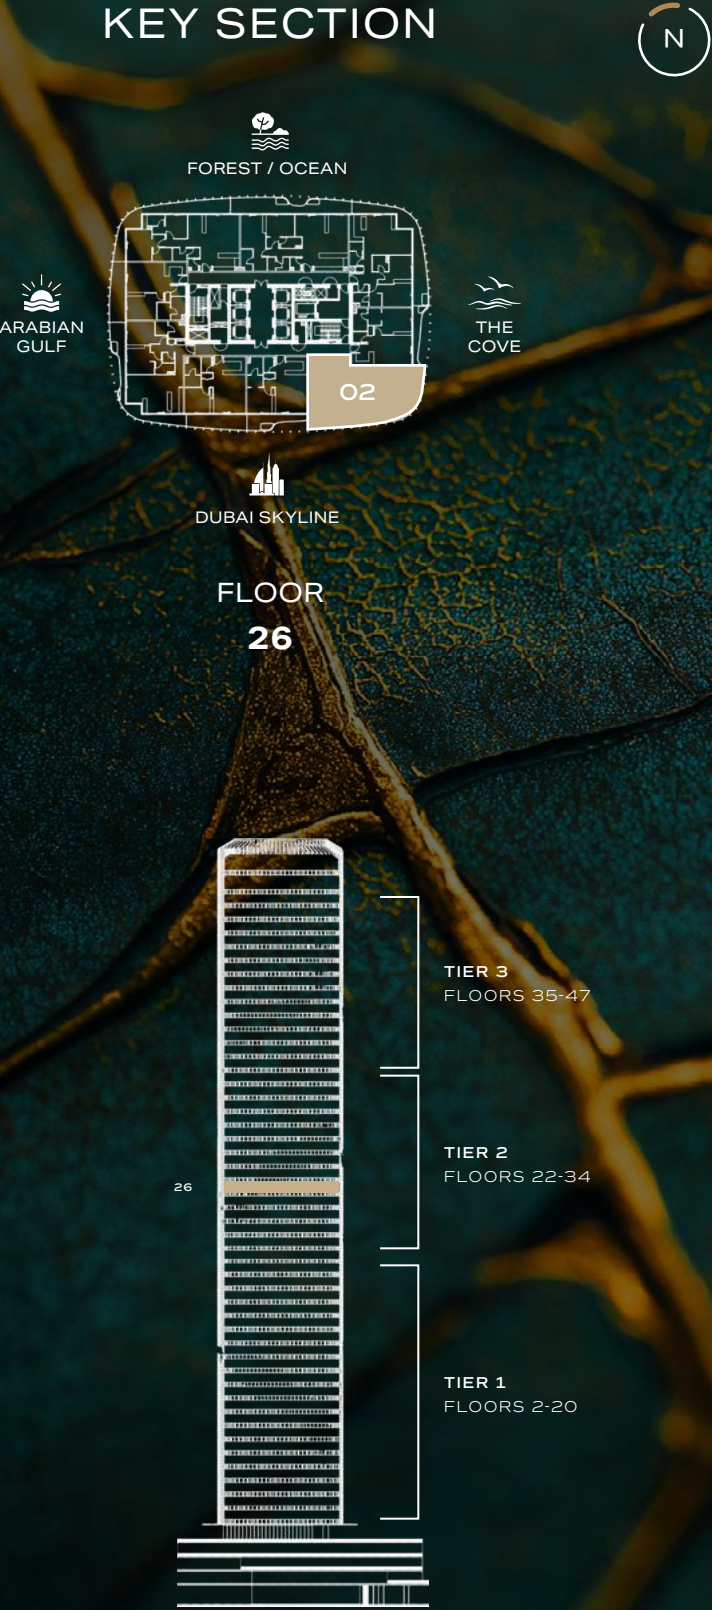 KEY SECTION
N
FOREST / OCEAN
ARABIAN
GULF
THE
COVE
02
DUBAI SKYLINE
FLOOR
26
TIER 3
FLOORS 35-47
TIER 2
FLOORS 22-34
26
TIER 1
FLOORS 2-20